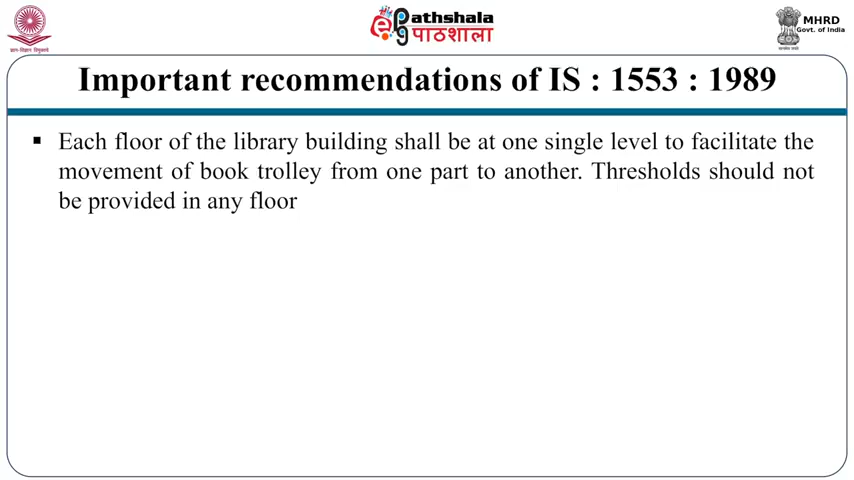 ज्ञान-विज्ञान विमुक्तये
ePathshala
पाठशाला
MHRD
Govt. of India
Important recommendations of IS : 1553 : 1989
▪ Each floor of the library building shall be at one single level to facilitate the
movement of book trolley from one part to another. Thresholds should not
be provided in any floor